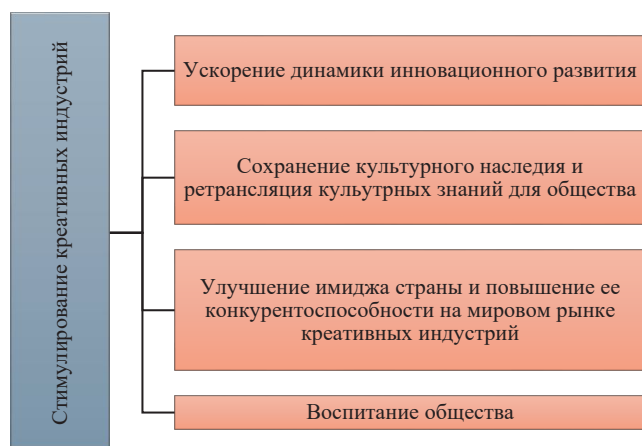 Стимулирование креативных индустрий
Ускорение динамики инновационного развития
Сохранение культурного наследия и
ретрансляция кульутрных знаний для общества
Улучшение имиджа страны и повышение ее
конкурентоспособности на мировом рынке
креативных индустрий
Воспитание общества